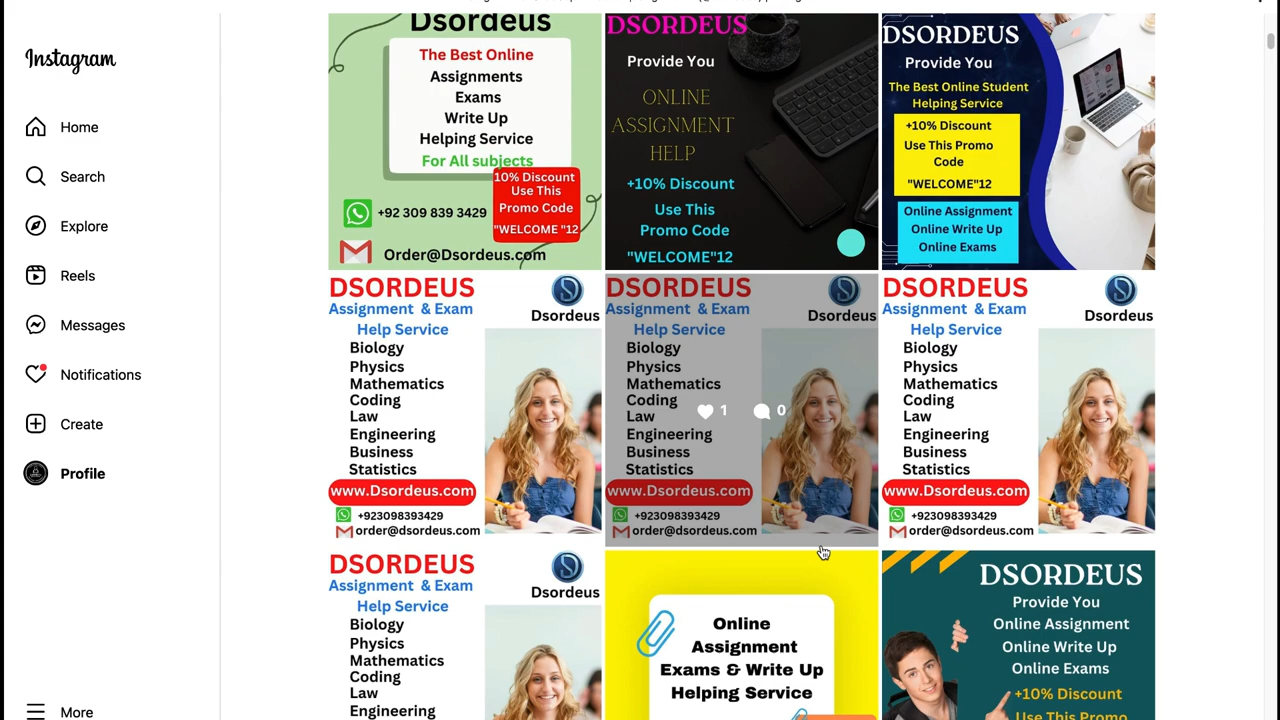 Instagram
Home
Search
Explore
Reels
Messages
Notifications
Create
Profile
More
Dsordeus
The Best Online
Assignments
Exams
Write Up
Helping Service
For All subjects
10% Discount
Use This
Promo Code
"WELCOME "12
+92 309 839 3429
Order@Dsordeus.com
DSORDEUS
Provide You
ONLINE
ASSIGNMENT
HELP
+10% Discount
Use This
Promo Code
"WELCOME"12
DSORDEUS
Provide You
The Best Online Student
Helping Service
+10% Discount
Use This Promo
Code
"WELCOME"12
Online Assignment
Online Write Up
Online Exams
DSORDEUS
Dsordeus
Assignment & Exam
Help Service
Biology
Physics
Mathematics
Coding
Law
Engineering
Business
Statistics
www.Dsordeus.com
+923098393429
order@dsordeus.com
DSORDEUS
Dsordeus
Assignment & Exam
Help Service
Biology
Physics
Mathematics
Coding
Law
Engineering
Business
Statistics
1
0
www.Dsordeus.com
+923098393429
order@dsordeus.com
DSORDEUS
Dsordeus
Assignment & Exam
Help Service
Biology
Physics
Mathematics
Coding
Law
Engineering
Business
Statistics
www.Dsordeus.com
+923098393429
order@dsordeus.com
DSORDEUS
Dsordeus
Assignment & Exam
Help Service
Biology
Physics
Mathematics
Coding
Law
Engineering
Online
Assignment
Exams & Write Up
Helping Service
DSORDEUS
Provide You
Online Assignment
Online Write Up
Online Exams
+10% Discount
Use This Promo